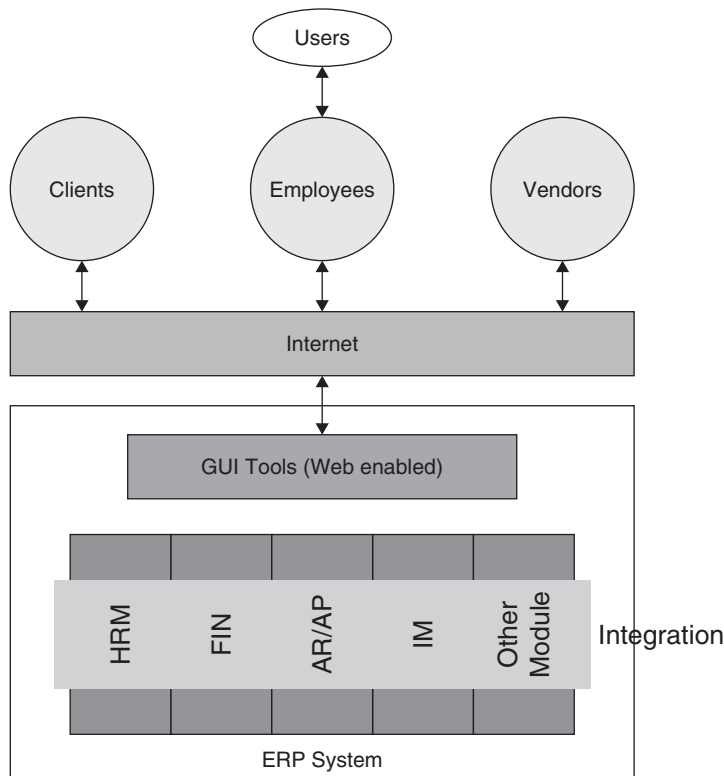 Users
Clients
Employees
Vendors
Internet
GUI Tools (Web enabled)
HRM
FIN
AR/AP
IM
Other
Module
Integration
ERP System